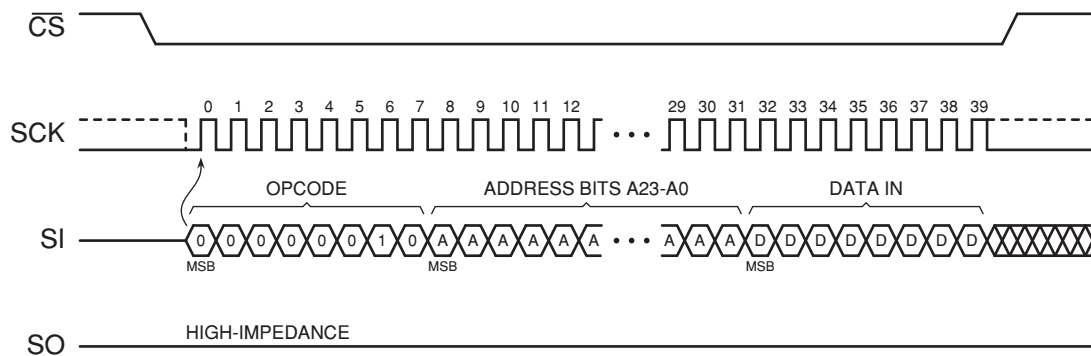 CS
SCK
0 1 2 3 4 5 6 7 8 9 10 11 12 29 30 31 32 33 34 35 36 37 38 39
OPCODE ADDRESS BITS A23-A0 DATA IN
SI
0 0 0 0 0 0 1 0 A A A A A A A A A D D D D D D D D
MSB MSB MSB
SO
HIGH-IMPEDANCE